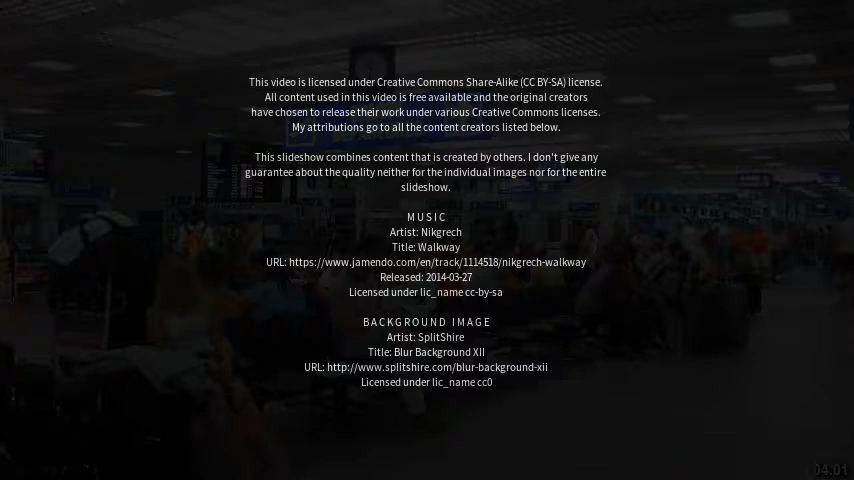 This video is licensed under Creative Commons Share-Alike (CC BY-SA) license.
All content used in this video is free available and the original creators
have chosen to release their work under various Creative Commons licenses.
My attributions go to all the content creators listed below.
This slideshow combines content that is created by others. I don't give any
guarantee about the quality neither for the individual images nor for the entire
slideshow.
MUSIC
Artist: Nikgrech
Title: Walkway
URL: https://www.jamendo.com/en/track/1114518/nikgrech-walkway
Released: 2014-03-27
Licensed under lic_name cc-by-sa
BACKGROUND IMAGE
Artist: SplitShire
Title: Blur Background XII
URL: http://www.splitshire.com/blur-background-xii
Licensed under lic_name cc0
04:01